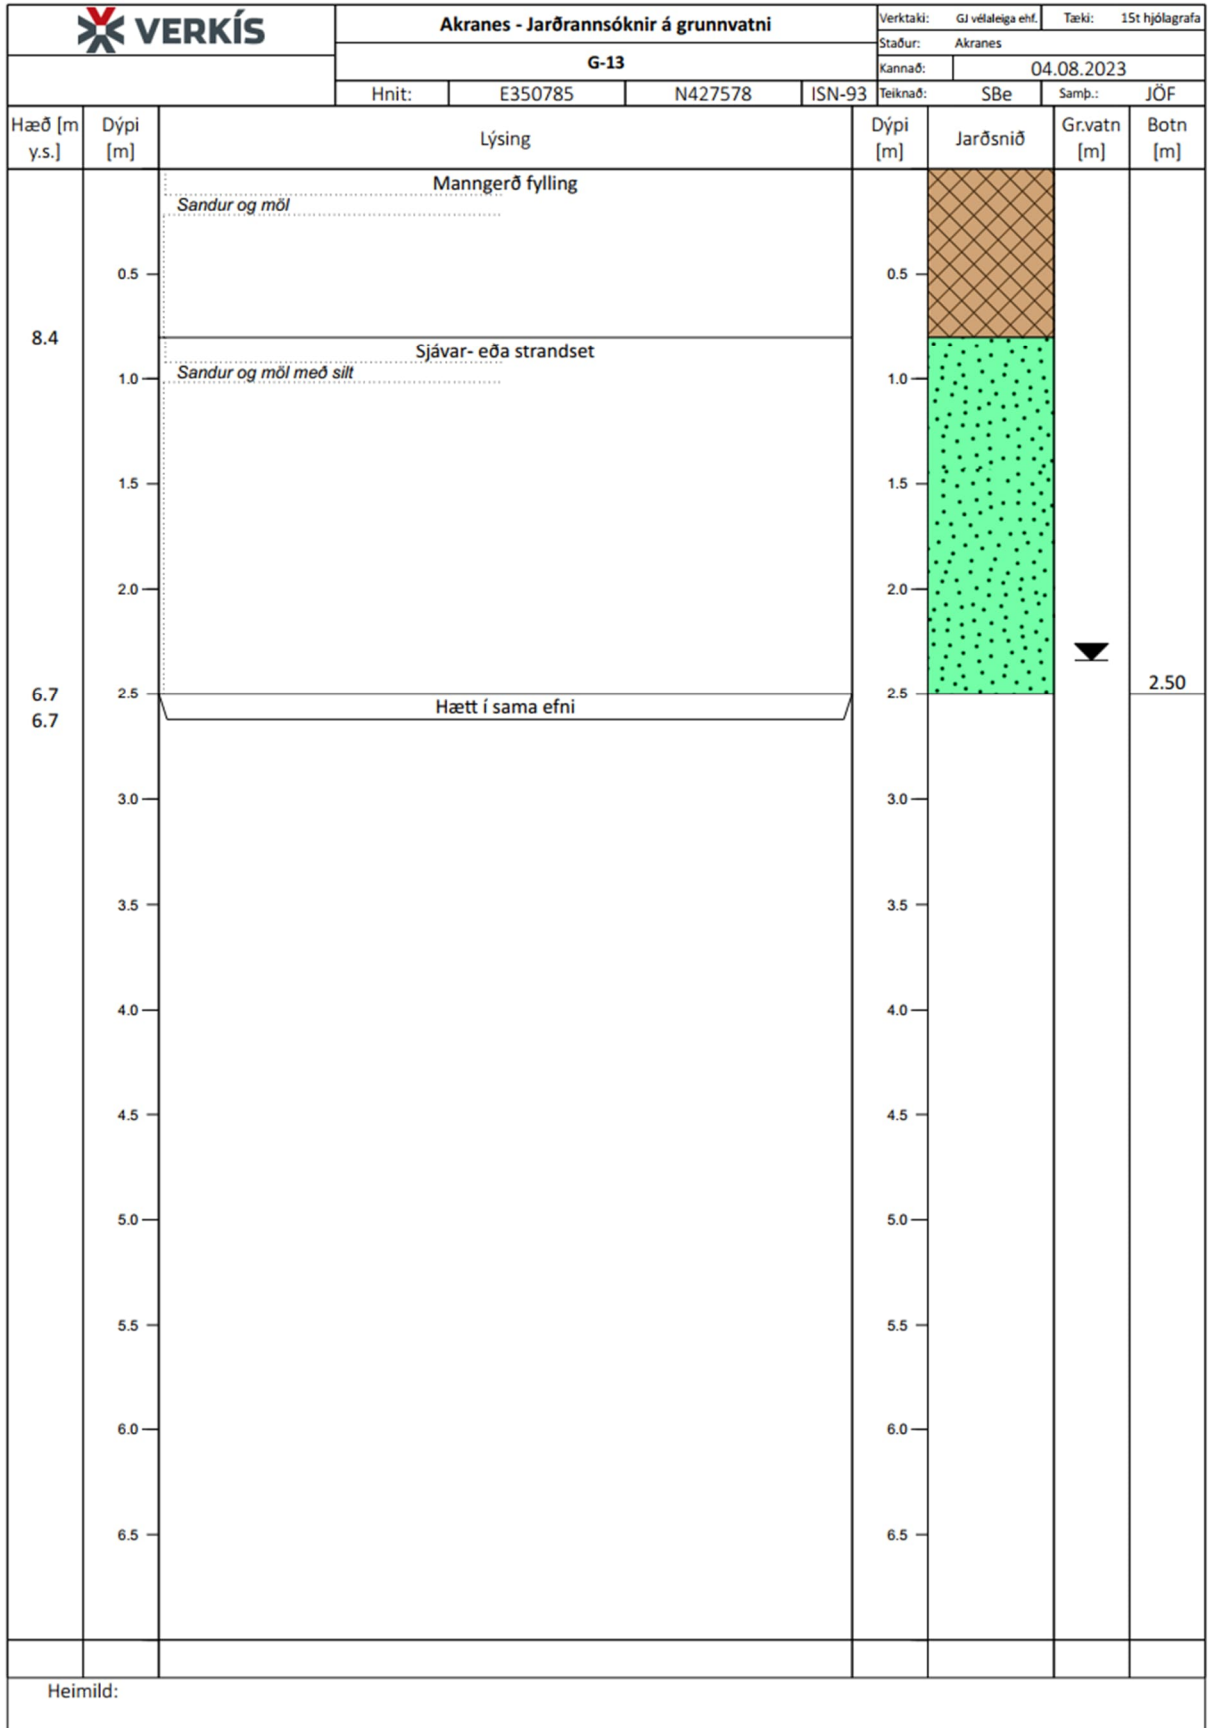 VERKÍS
Akranes - Jarðrannsóknir á grunnvatni
G-13
Verktaki: GJ vélaleiga ehf. Tæki: 15t hjólagrafa
Staður: Akranes
Kannað: 04.08.2023
Hnit: E350785 N427578 ISN-93 Teiknað: SBe Samþ.: JÖF
Hæð [m y.s.] Dýpi [m] Lýsing Dýpi [m] Jarðsnið Gr.vatn [m] Botn [m]
Manngerð fylling
Sandur og möl
0.5 0.5
8.4
Sjávar- eða strandset
Sandur og möl með silt
1.0 1.0
1.5 1.5
2.0 2.0
2.50
6.7 2.5 2.5
Hætt í sama efni
6.7
3.0 3.0
3.5 3.5
4.0 4.0
4.5 4.5
5.0 5.0
5.5 5.5
6.0 6.0
6.5 6.5
Heimild: